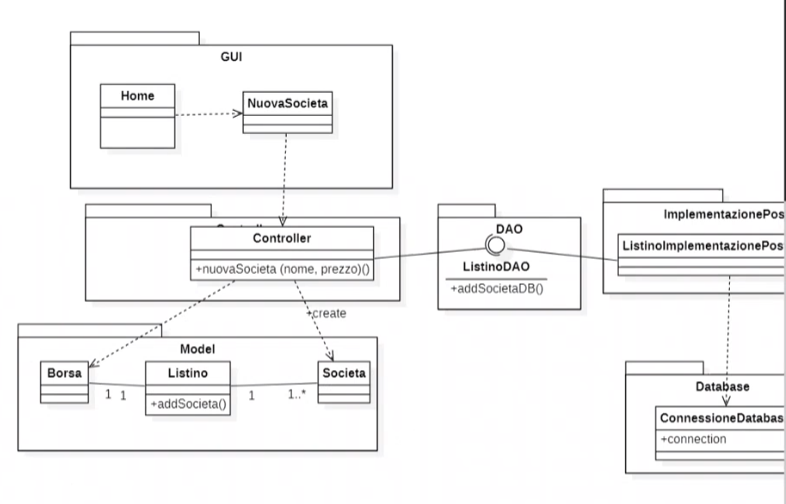 GUI
Home
NuovaSocieta
Controller
+nuovaSocieta (nome, prezzo)()
DAO
ListinoDAO
+addSocietaDB()
ImplementazionePos
ListinoImplementazionePos
+create
Model
Borsa
Listino
Societa
+addSocieta()
1 1
1
1..*
Database
ConnessioneDatabas
+connection